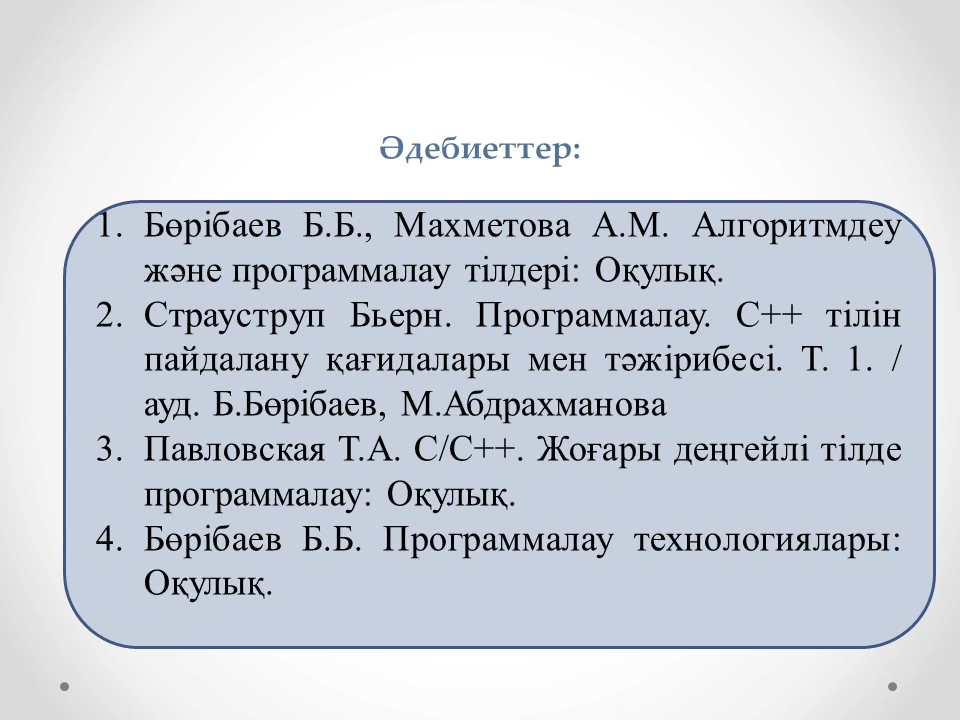 Әдебиеттер:
1. Бөрібаев Б.Б., Махметова А.М. Алгоритмдеу
және программалау тілдері: Оқулық.
2. Страуструп Бьерн. Программалау. С++ тілін
пайдалану қағидалары мен тәжірибесі. Т. 1. /
ауд. Б.Бөрібаев, М.Абдрахманова
3. Павловская Т.А. С/С++. Жоғары деңгейлі тілде
программалау: Оқулық.
4. Бөрібаев Б.Б. Программалау технологиялары:
Оқулық.